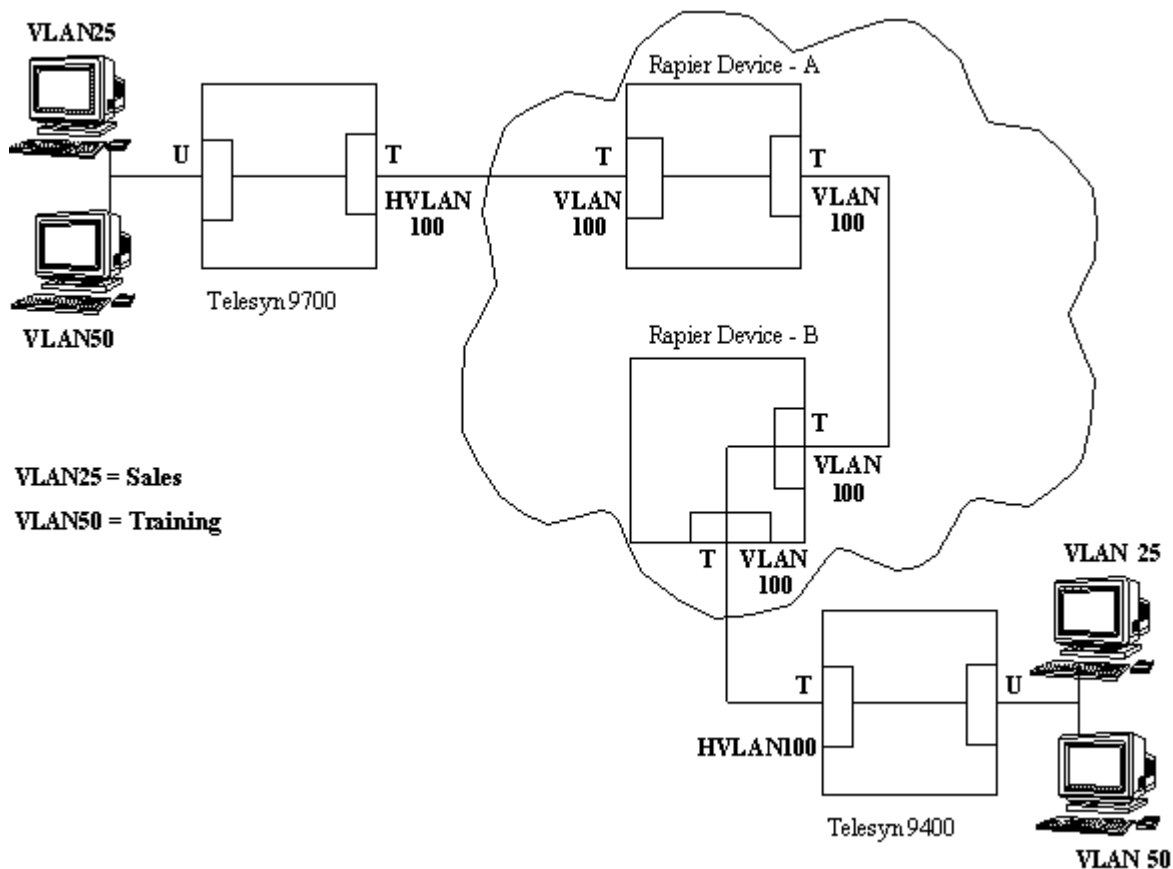 VLAN25
Rapier Device - A
U
T
T
T
HVLAN
100
VLAN
100
VLAN
100
Telesyn 9700
VLAN50
Rapier Device - B
T
VLAN
100
VLAN25 = Sales
VLAN50 = Training
T
VLAN
100
VLAN 25
T
U
HVLAN100
Telesyn 9400
VLAN 50